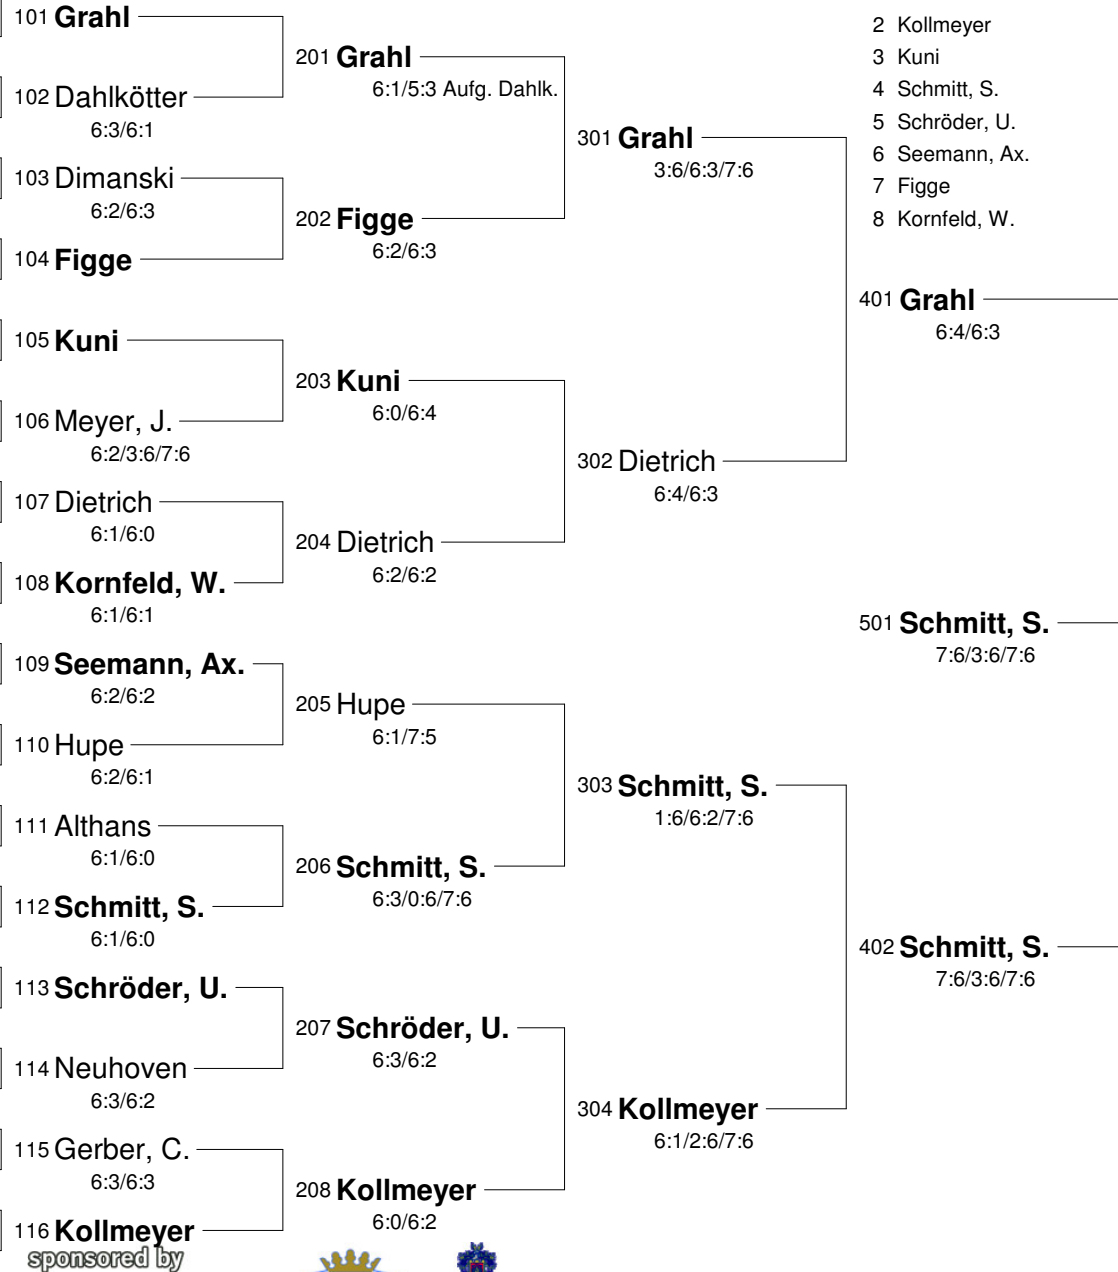 101 Grahl
102 Dahlkötter
6:3/6:1
103 Dimanski
6:2/6:3
104 Figge
105 Kuni
106 Meyer, J.
6:2/3:6/7:6
107 Dietrich
6:1/6:0
108 Kornfeld, W.
6:1/6:1
109 Seemann, Ax.
6:2/6:2
110 Hupe
6:2/6:1
111 Althans
6:1/6:0
112 Schmitt, S.
6:1/6:0
113 Schröder, U.
114 Neuhoven
6:3/6:2
115 Gerber, C.
6:3/6:3
116 Kollmeyer
sponsored by
201 Grahl
6:1/5:3 Aufg. Dahlk.
202 Figge
6:2/6:3
203 Kuni
6:0/6:4
204 Dietrich
6:2/6:2
205 Hupe
6:1/7:5
206 Schmitt, S.
6:3/0:6/7:6
207 Schröder, U.
6:3/6:2
208 Kollmeyer
6:0/6:2
301 Grahl
3:6/6:3/7:6
302 Dietrich
6:4/6:3
303 Schmitt, S.
1:6/6:2/7:6
304 Kollmeyer
6:1/2:6/7:6
2 Kollmeyer
3 Kuni
4 Schmitt, S.
5 Schröder, U.
6 Seemann, Ax.
7 Figge
8 Kornfeld, W.
401 Grahl
6:4/6:3
501 Schmitt, S.
7:6/3:6/7:6
402 Schmitt, S.
7:6/3:6/7:6